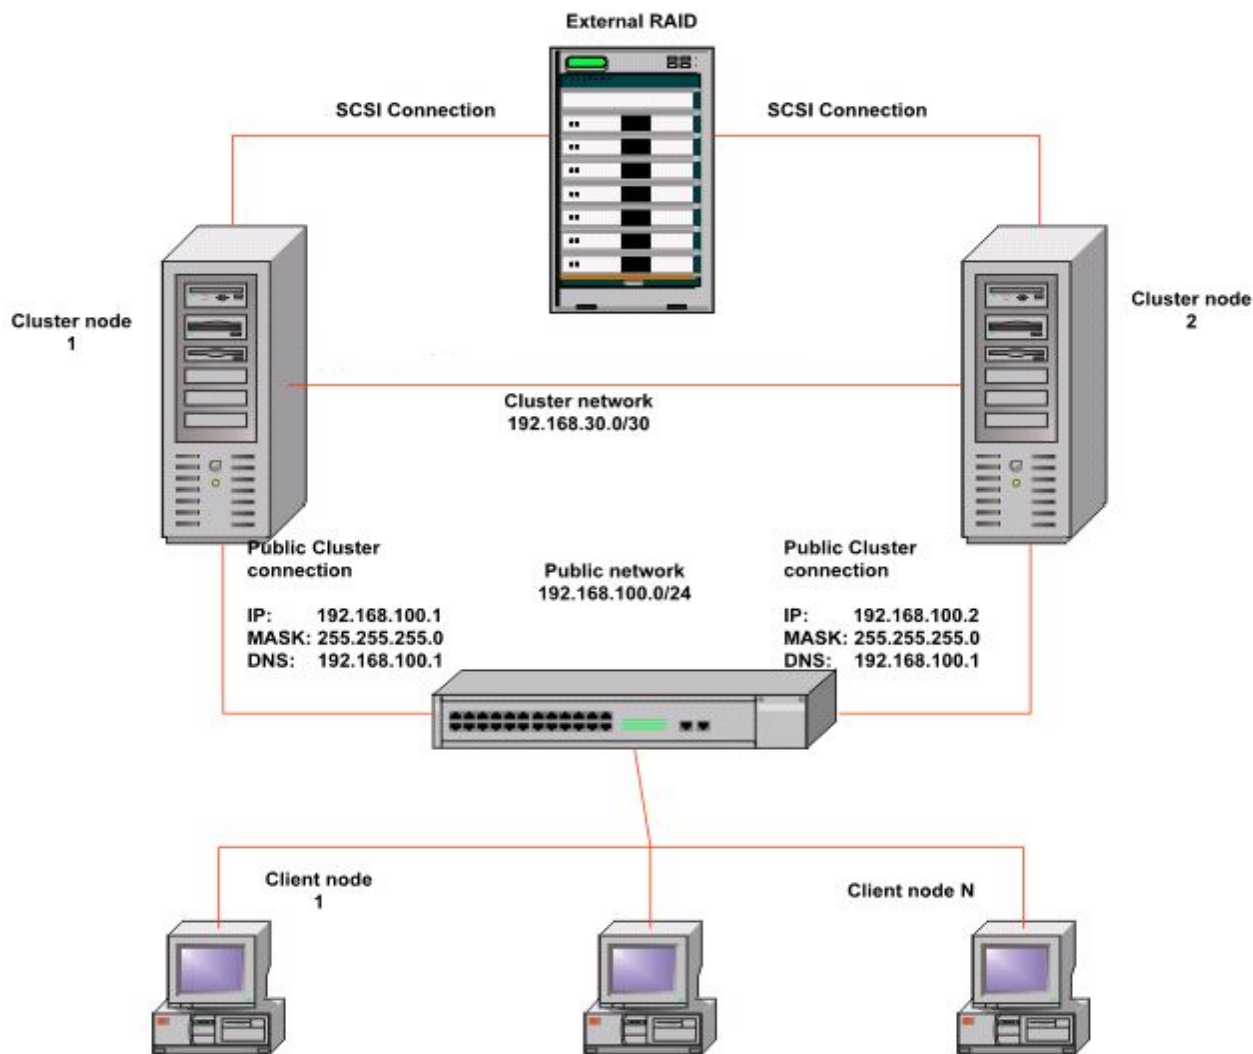 External RAID
SCSI Connection
SCSI Connection
Cluster node
1
Cluster node
2
Cluster network
192.168.30.0/30
Public Cluster
connection
IP: 192.168.100.1
MASK: 255.255.255.0
DNS: 192.168.100.1
Public network
192.168.100.0/24
Public Cluster
connection
IP: 192.168.100.2
MASK: 255.255.255.0
DNS: 192.168.100.1
Client node
1
Client node N